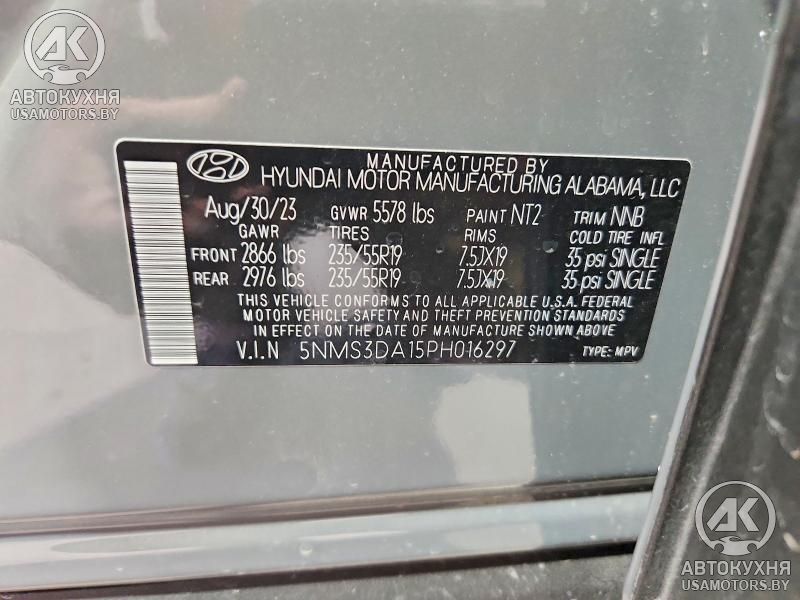 AK
АВТОКУХНЯ
USAMOTORS.BY
MANUFACTURED BY
HYUNDAI MOTOR MANUFACTURING ALABAMA, LLC
Aug/30/23 GVWR 5578 lbs PAINT NT2 TRIM NNB
GAWR TIRES RIMS COLD TIRE INFL
FRONT 2866 lbs 235/55R19 7.5JX19 35 psi SINGLE
REAR 2976 lbs 235/55R19 7.5JX19 35 psi SINGLE
THIS VEHICLE CONFORMS TO ALL APPLICABLE U.S.A. FEDERAL
MOTOR VEHICLE SAFETY AND THEFT PREVENTION STANDARDS
IN EFFECT ON THE DATE OF MANUFACTURE SHOWN ABOVE
V.I.N 5NMS3DA15PH016297 TYPE: MPV
AK
АВТОКУХНЯ
USAMOTORS.BY